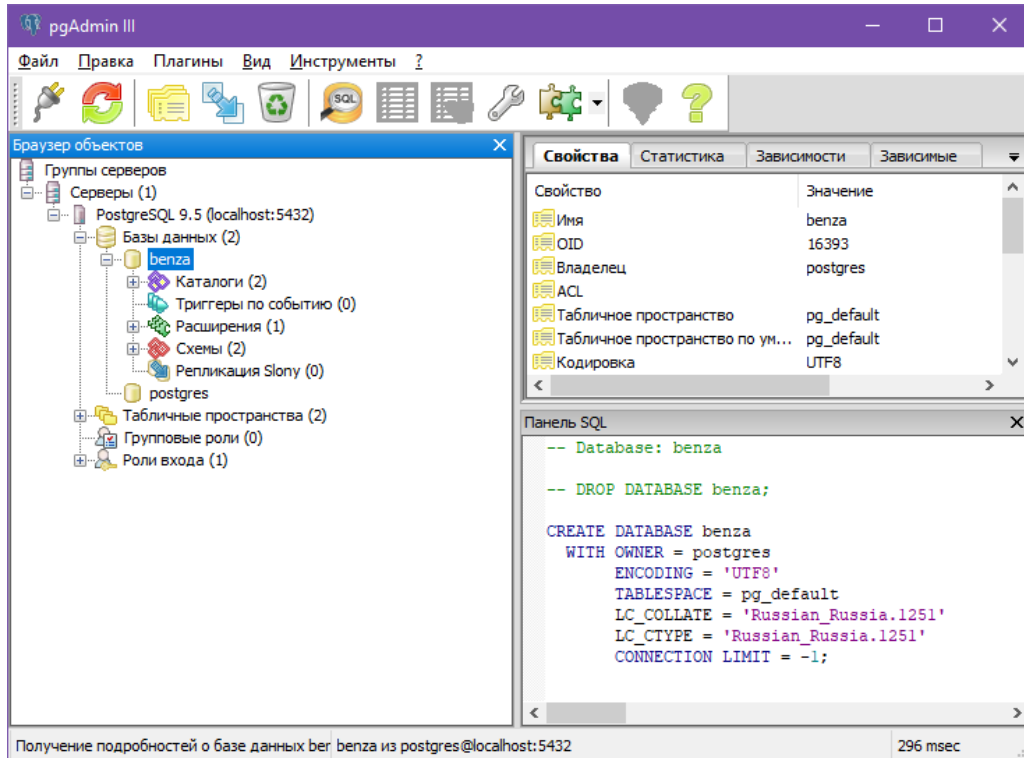 pgAdmin III
Файл Правка Плагины Вид Инструменты ?
SQL
Браузер объектов
Группы серверов
Серверы (1)
PostgreSQL 9.5 (localhost:5432)
Базы данных (2)
benza
Каталоги (2)
Триггеры по событию (0)
Расширения (1)
Схемы (2)
Репликация Slony (0)
postgres
Табличные пространства (2)
Групповые роли (0)
Роли входа (1)
Свойства Статистика Зависимости Зависимые
Свойство Значение
Имя benza
OID 16393
Владелец postgres
ACL
Табличное пространство pg_default
Табличное пространство по ум... pg_default
Кодировка UTF8
Панель SQL
-- Database: benza
-- DROP DATABASE benza;
CREATE DATABASE benza
WITH OWNER = postgres
ENCODING = 'UTF8'
TABLESPACE = pg_default
LC_COLLATE = 'Russian_Russia.1251'
LC_CTYPE = 'Russian_Russia.1251'
CONNECTION LIMIT = -1;
Получение подробностей о базе данных ber benza из postgres@localhost:5432 296 msec